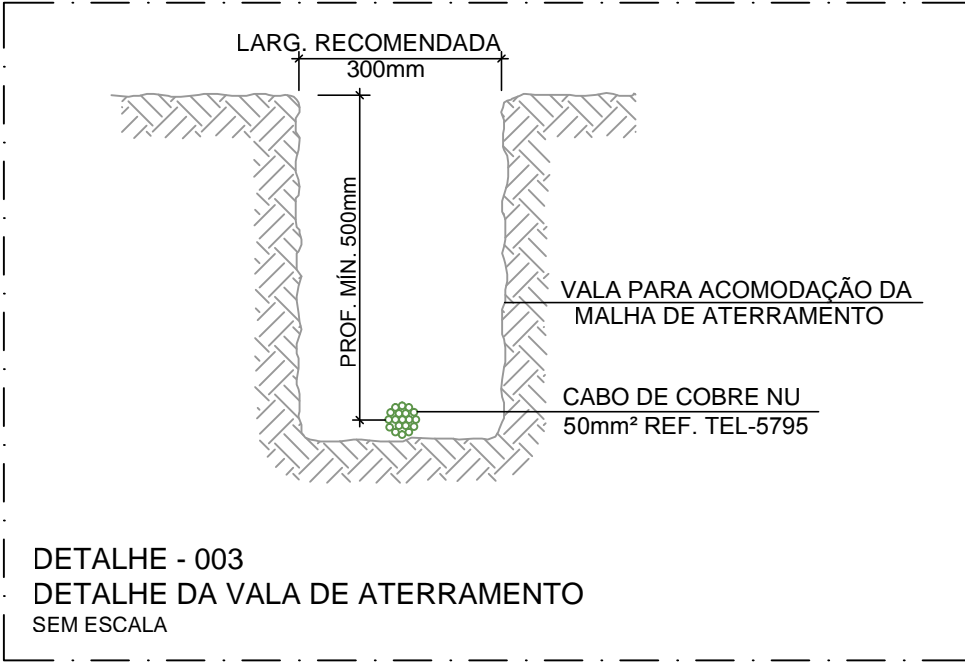 LARG. RECOMENDADA
300mm
PROF. MÍN. 500mm
VALA PARA ACOMODAÇÃO DA
MALHA DE ATERRAMENTO
CABO DE COBRE NU
50mm² REF. TEL-5795
DETALHE - 003
DETALHE DA VALA DE ATERRAMENTO
SEM ESCALA